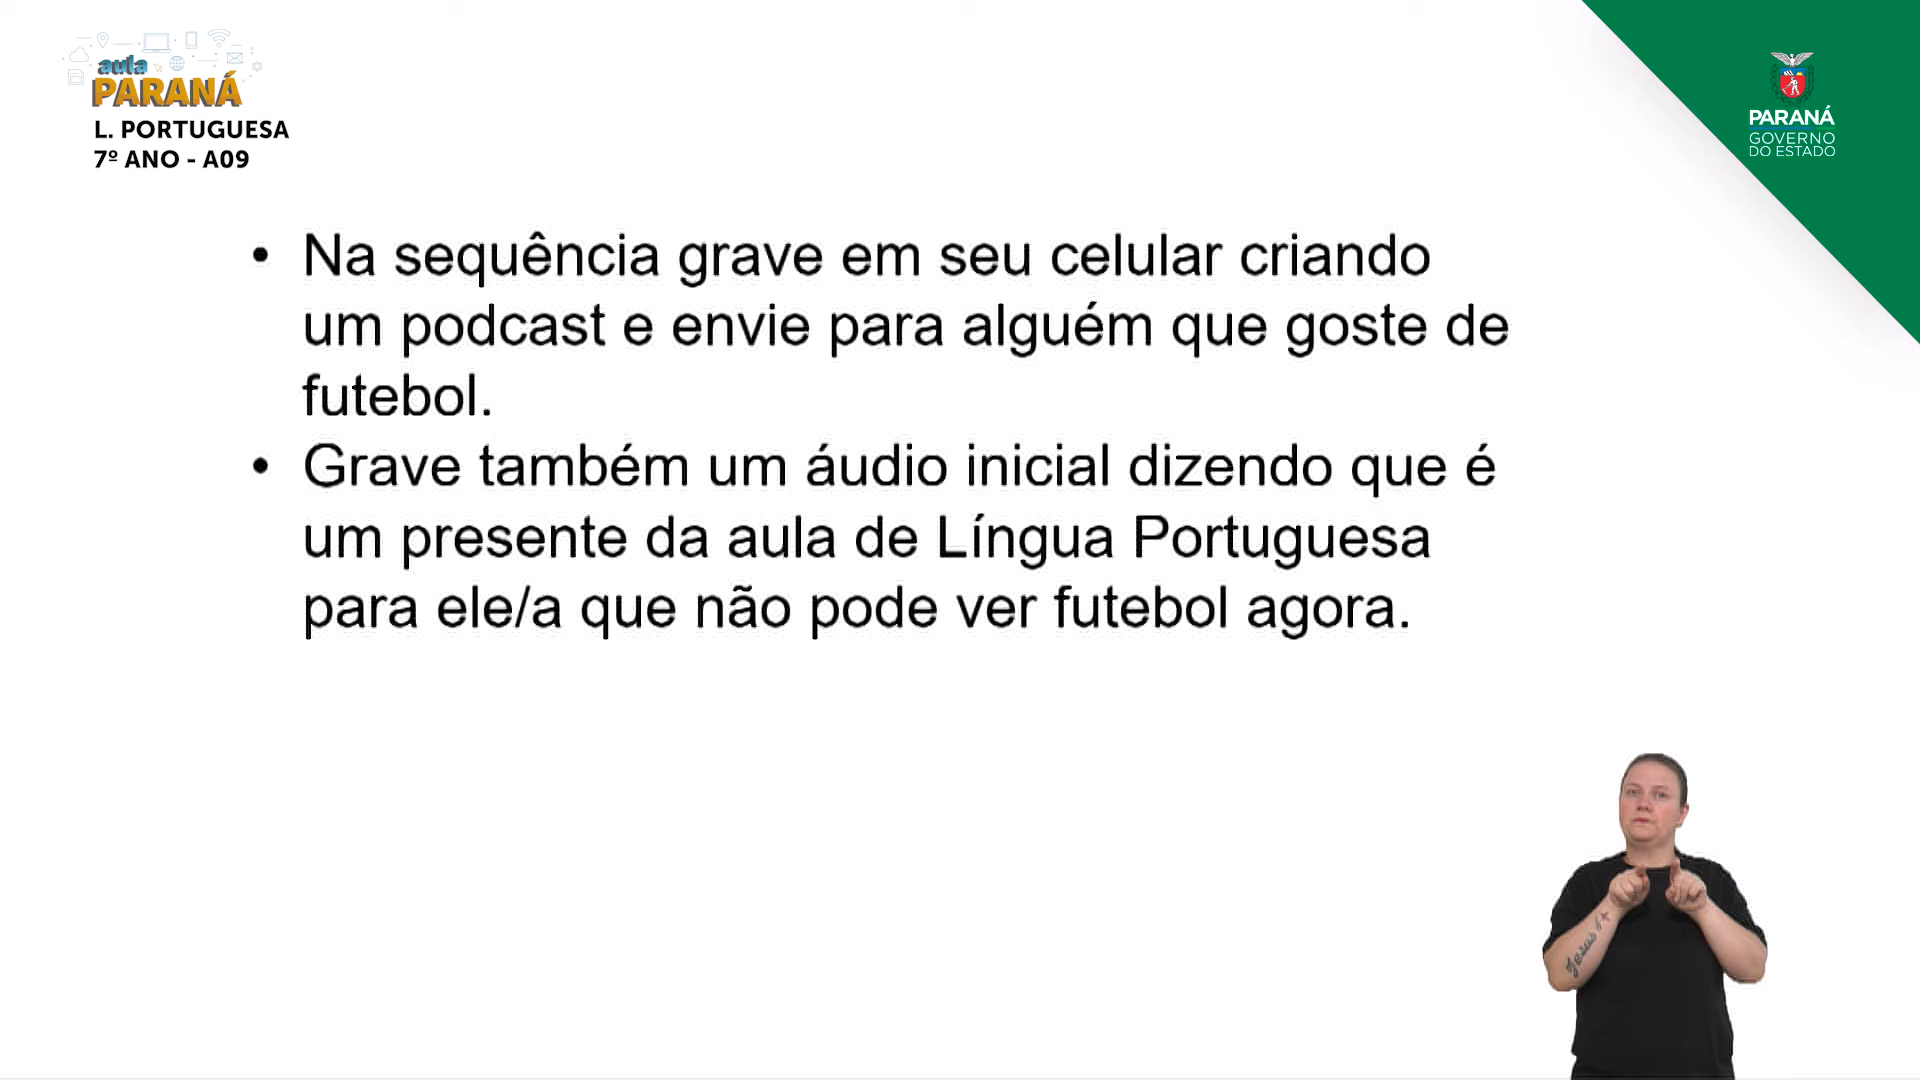 aula
PARANÁ
L. PORTUGUESA
7º ANO - A09
PARANÁ
GOVERNO
DO ESTADO
• Na sequência grave em seu celular criando
um podcast e envie para alguém que goste de
futebol.
• Grave também um áudio inicial dizendo que é
um presente da aula de Língua Portuguesa
para ele/a que não pode ver futebol agora.
Jesus